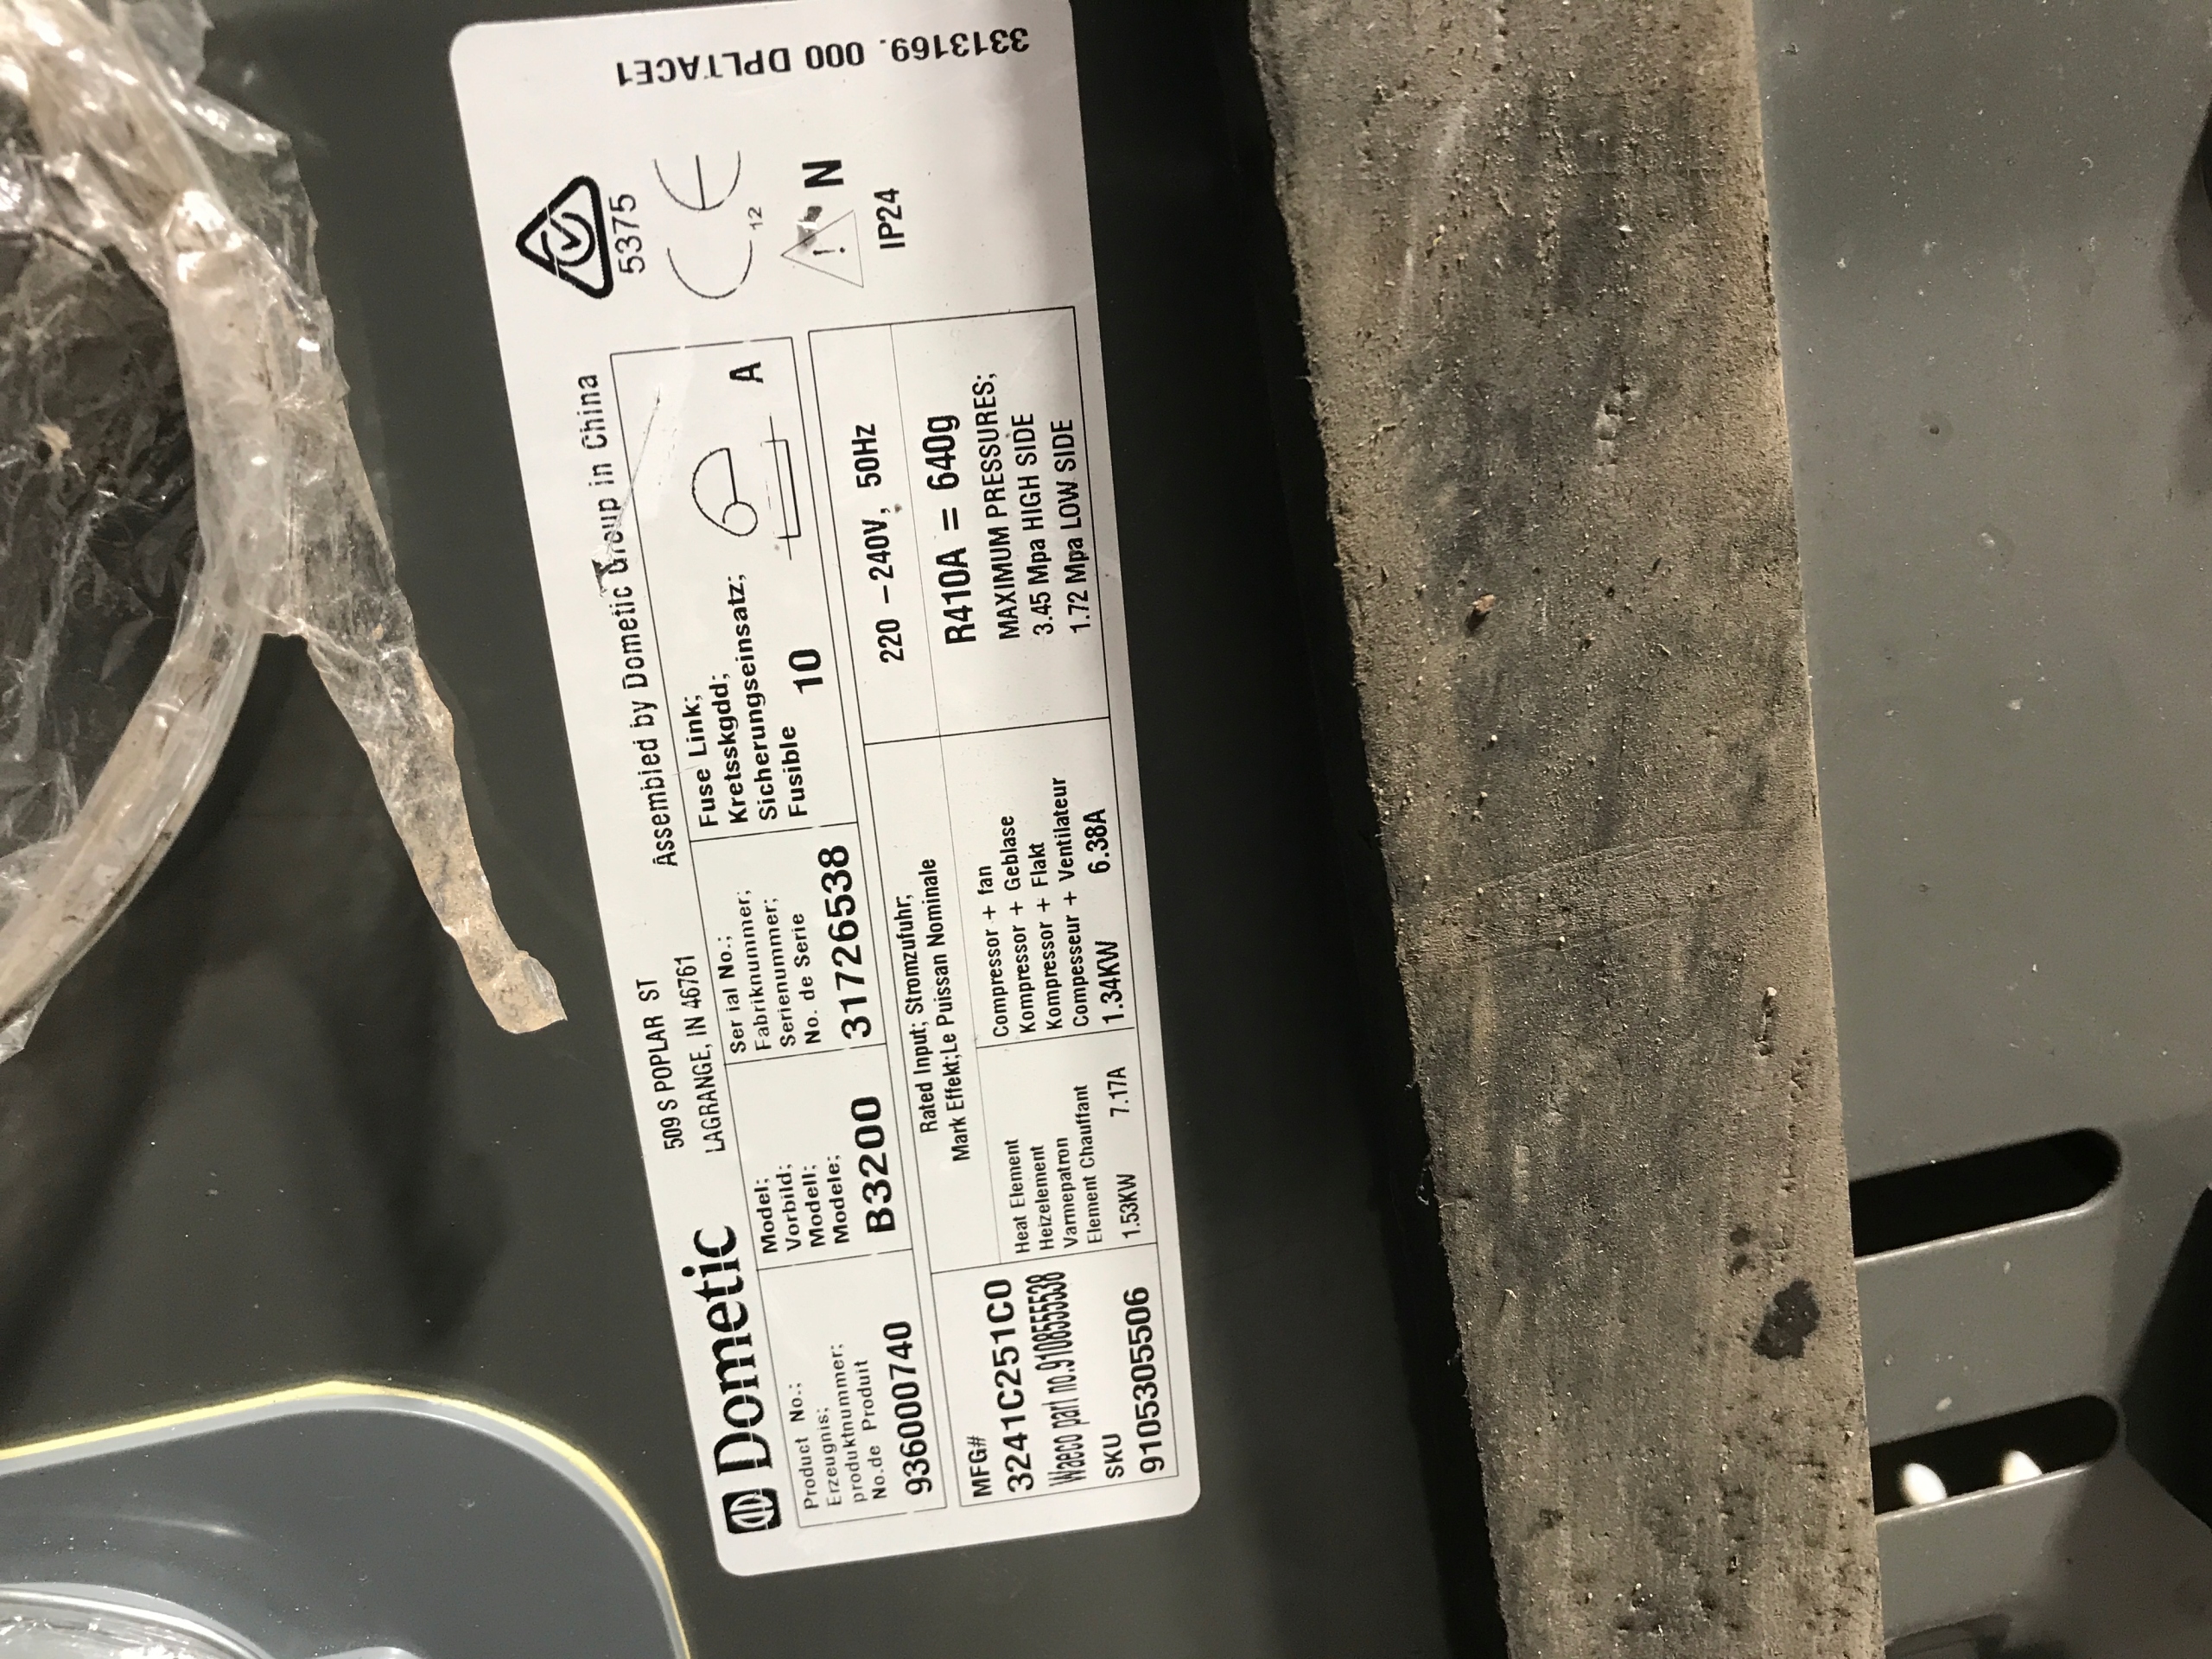 Dometic
509 S POPLAR ST
LAGRANGE, IN 46761
Assembied by Dometic Group in China
Product No.;
Erzeugnis;
produktnummer;
No.de Produit
936000740
Model;
Vorbild;
Modell;
Modele;
B3200
Ser ial No.;
Fabriknummer;
Serienummer;
No. de Serie
31726538
Fuse Link;
Kretsskgdd;
Sicherungseinsatz;
Fusible 10 A
MFG#
3241C251C0
Waeco part no.9108555538
SKU
9105305506
Rated Input; Stromzufuhr;
Mark Effekt;Le Puissan Nominale
220 -240V, 50Hz
Heat Element
Heizelement
Varmepatron
Element Chauffant
1.53KW 7.17A
Compressor + fan
Kompressor + Geblase
Kompressor + Flakt
Compesseur + Ventilateur
1.34KW 6.38A
R410A = 640g
MAXIMUM PRESSURES;
3.45 Mpa HIGH SIDE
1.72 Mpa LOW SIDE
5375
CE
12
! N
IP24
3313169. 000 DPLTACE1